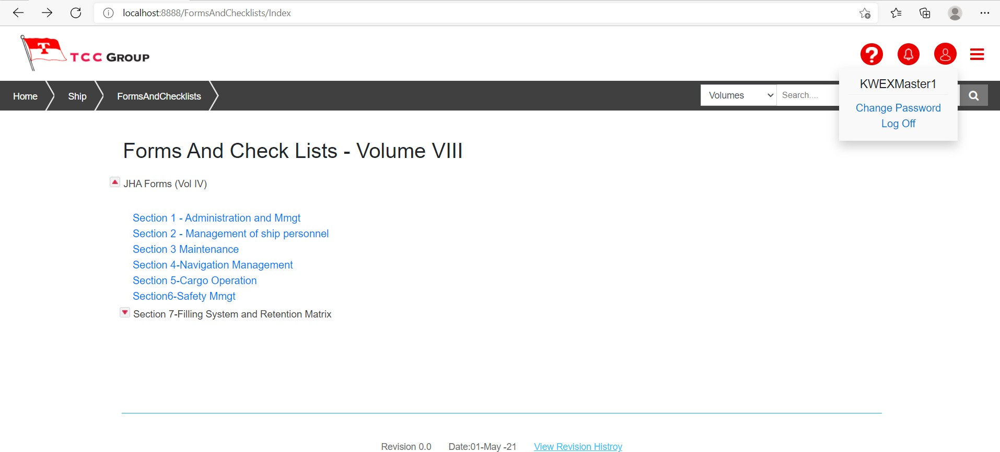 localhost:8888/FormsAndChecklists/Index
T
TCC GROUP
?
KWEXMaster1
Change Password
Log Off
Home
Ship
FormsAndChecklists
Volumes
Search....
Forms And Check Lists - Volume VIII
JHA Forms (Vol IV)
Section 1 - Administration and Mmgt
Section 2 - Management of ship personnel
Section 3 Maintenance
Section 4-Navigation Management
Section 5-Cargo Operation
Section6-Safety Mmgt
Section 7-Filling System and Retention Matrix
Revision 0.0 Date:01-May -21 View Revision Histroy